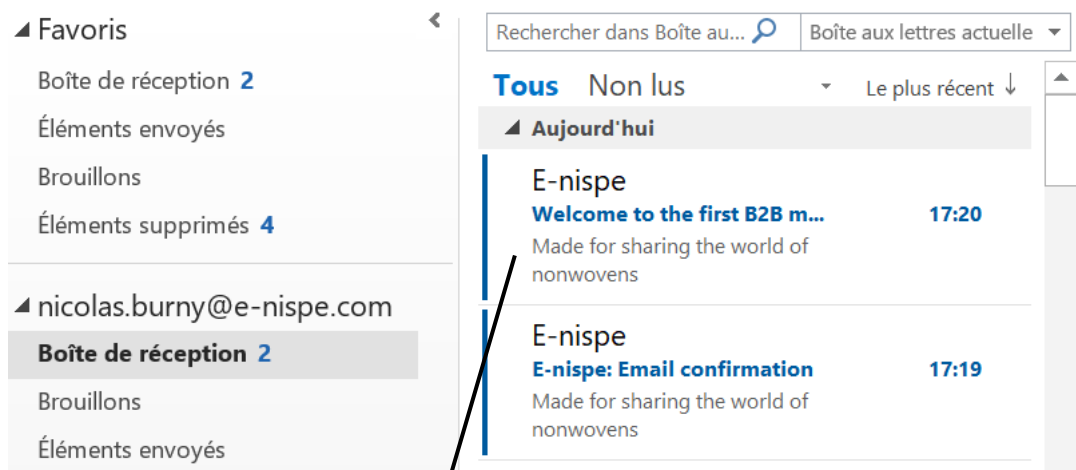 Favoris
Boîte de réception 2
Éléments envoyés
Brouillons
Éléments supprimés 4
nicolas.burny@e-nispe.com
Boîte de réception 2
Brouillons
Éléments envoyés
Rechercher dans Boîte au... Boîte aux lettres actuelle
Tous Non lus Le plus récent ↓
Aujourd'hui
E-nispe
Welcome to the first B2B m... 17:20
Made for sharing the world of
nonwovens
E-nispe
E-nispe: Email confirmation 17:19
Made for sharing the world of
nonwovens